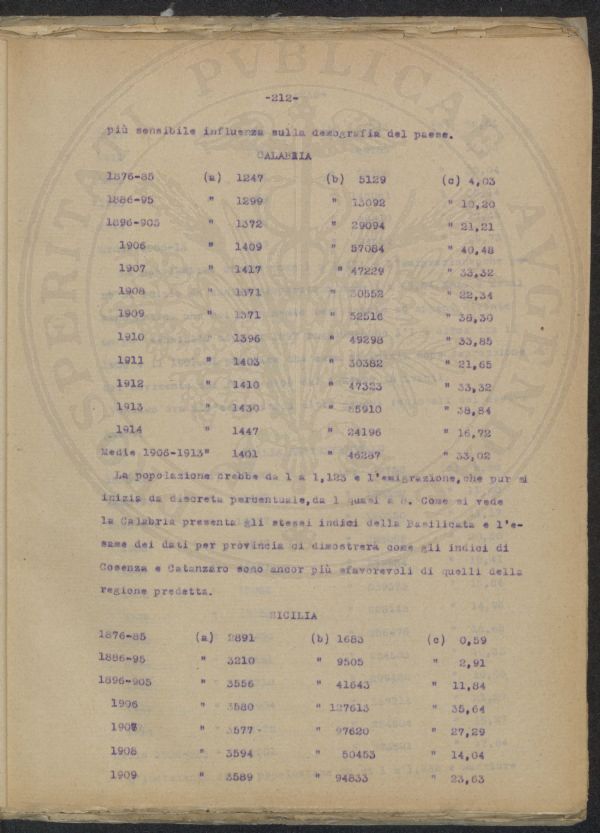 -212-
più sensibile influenza sulla demografia del paese.
CALABRIA
1876-85 (a) 1247 (b) 5129 (c) 4,03
1886-95 " 1299 " 13092 " 10,20
1896-905 " 1372 " 29094 " 21,21
1906 " 1409 " 57084 " 40,48
1907 " 1417 " 47229 " 33,32
1908 " 1371 " 30552 " 22,34
1909 " 1371 " 52516 " 38,30
1910 " 1396 " 49298 " 33,85
1911 " 1403 " 30382 " 21,65
1912 " 1410 " 47323 " 33,32
1913 " 1430 " 55910 " 38,84
1914 " 1447 " 24196 " 16,72
Medie 1906-1913" 1401 " 46287 " 33,02
La popolazione crebbe da 1 a 1,123 e l'emigrazione, che pur si
inizia da discreta percentuale, da 1 quasi a 8. Come si vede
la Calabria presenta gli stessi indici della Basilicata e l'e-
same dei dati per provincia ci dimostrerà come gli indici di
Cosenza e Catanzaro sono ancor più sfavorevoli di quelli della
regione predetta.
SICILIA
1876-85 (a) 2891 (b) 1683 (c) 0,59
1886-95 " 3210 " 9505 " 2,91
1896-905 " 3556 " 41643 " 11,84
1906 " 3580 " 127613 " 35,64
1907 " 3577 " 97620 " 27,29
1908 " 3594 " 50453 " 14,04
1909 " 3589 " 94833 " 23,63